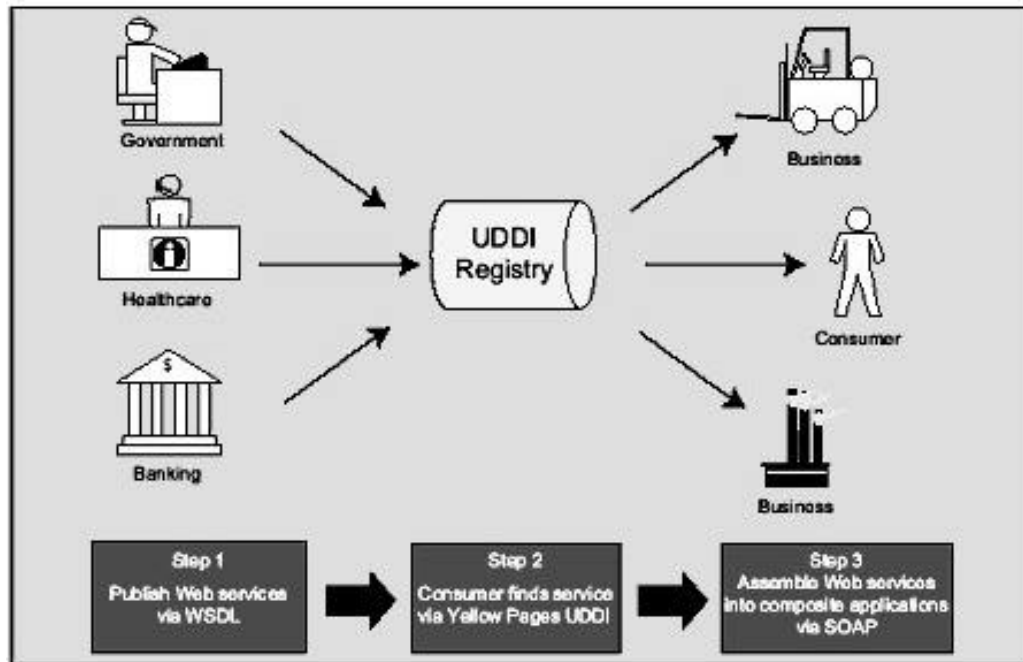 Government
Business
UDDI
Registry
Healthcare
Consumer
$
Banking
Business
Step 1
Publish Web services
via WSDL
Step 2
Consumer finds service
via Yellow Pages UDDI
Step 3
Assemble Web services
into composite applications
via SOAP